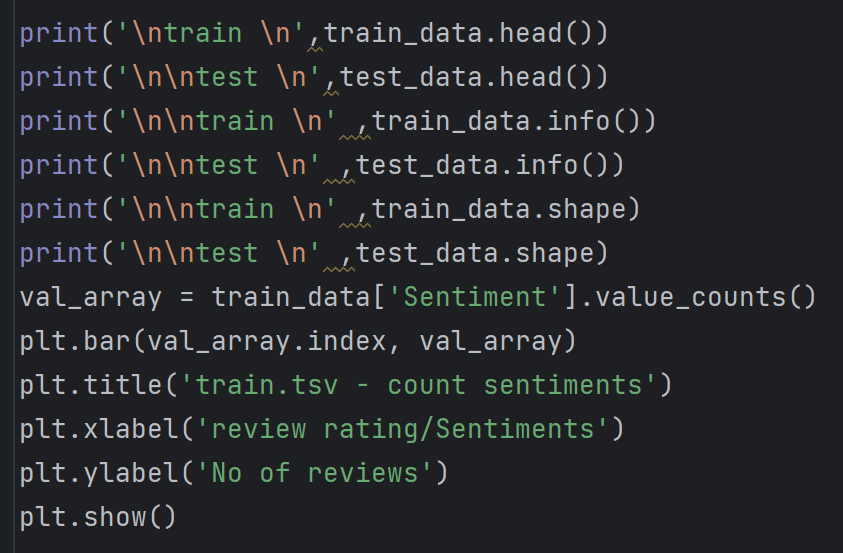 print('\ntrain \n',train_data.head())
print('\n\ntest \n',test_data.head())
print('\n\ntrain \n' ,train_data.info())
print('\n\ntest \n' ,test_data.info())
print('\n\ntrain \n' ,train_data.shape)
print('\n\ntest \n' ,test_data.shape)
val_array = train_data['Sentiment'].value_counts()
plt.bar(val_array.index, val_array)
plt.title('train.tsv - count sentiments')
plt.xlabel('review rating/Sentiments')
plt.ylabel('No of reviews')
plt.show()